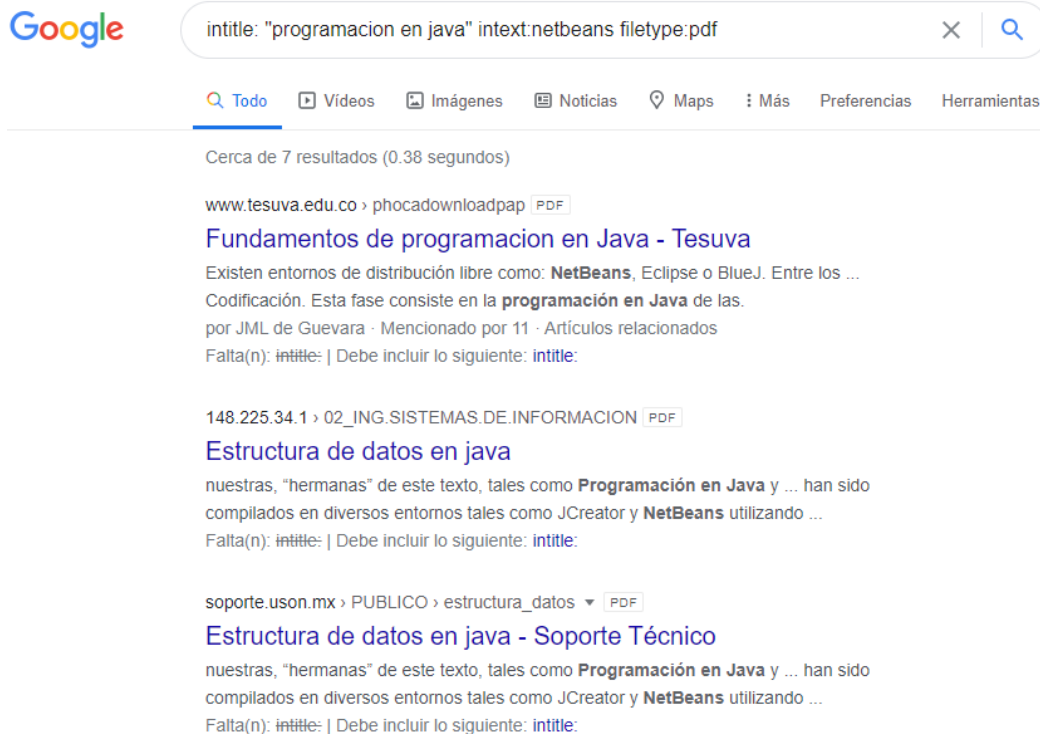 Google
intitle: "programacion en java" intext:netbeans filetype:pdf
Todo Vídeos Imágenes Noticias Maps Más Preferencias Herramientas
Cerca de 7 resultados (0.38 segundos)
www.tesuva.edu.co › phocadownloadpap PDF
Fundamentos de programacion en Java - Tesuva
Existen entornos de distribución libre como: NetBeans, Eclipse o BlueJ. Entre los ...
Codificación. Esta fase consiste en la programación en Java de las.
por JML de Guevara · Mencionado por 11 · Artículos relacionados
Falta(n): intitle: | Debe incluir lo siguiente: intitle:
148.225.34.1 › 02_ING.SISTEMAS.DE.INFORMACION PDF
Estructura de datos en java
nuestras, “hermanas” de este texto, tales como Programación en Java y ... han sido
compilados en diversos entornos tales como JCreator y NetBeans utilizando ...
Falta(n): intitle: | Debe incluir lo siguiente: intitle:
soporte.uson.mx › PUBLICO › estructura_datos PDF
Estructura de datos en java - Soporte Técnico
nuestras, “hermanas” de este texto, tales como Programación en Java y ... han sido
compilados en diversos entornos tales como JCreator y NetBeans utilizando ...
Falta(n): intitle: | Debe incluir lo siguiente: intitle: